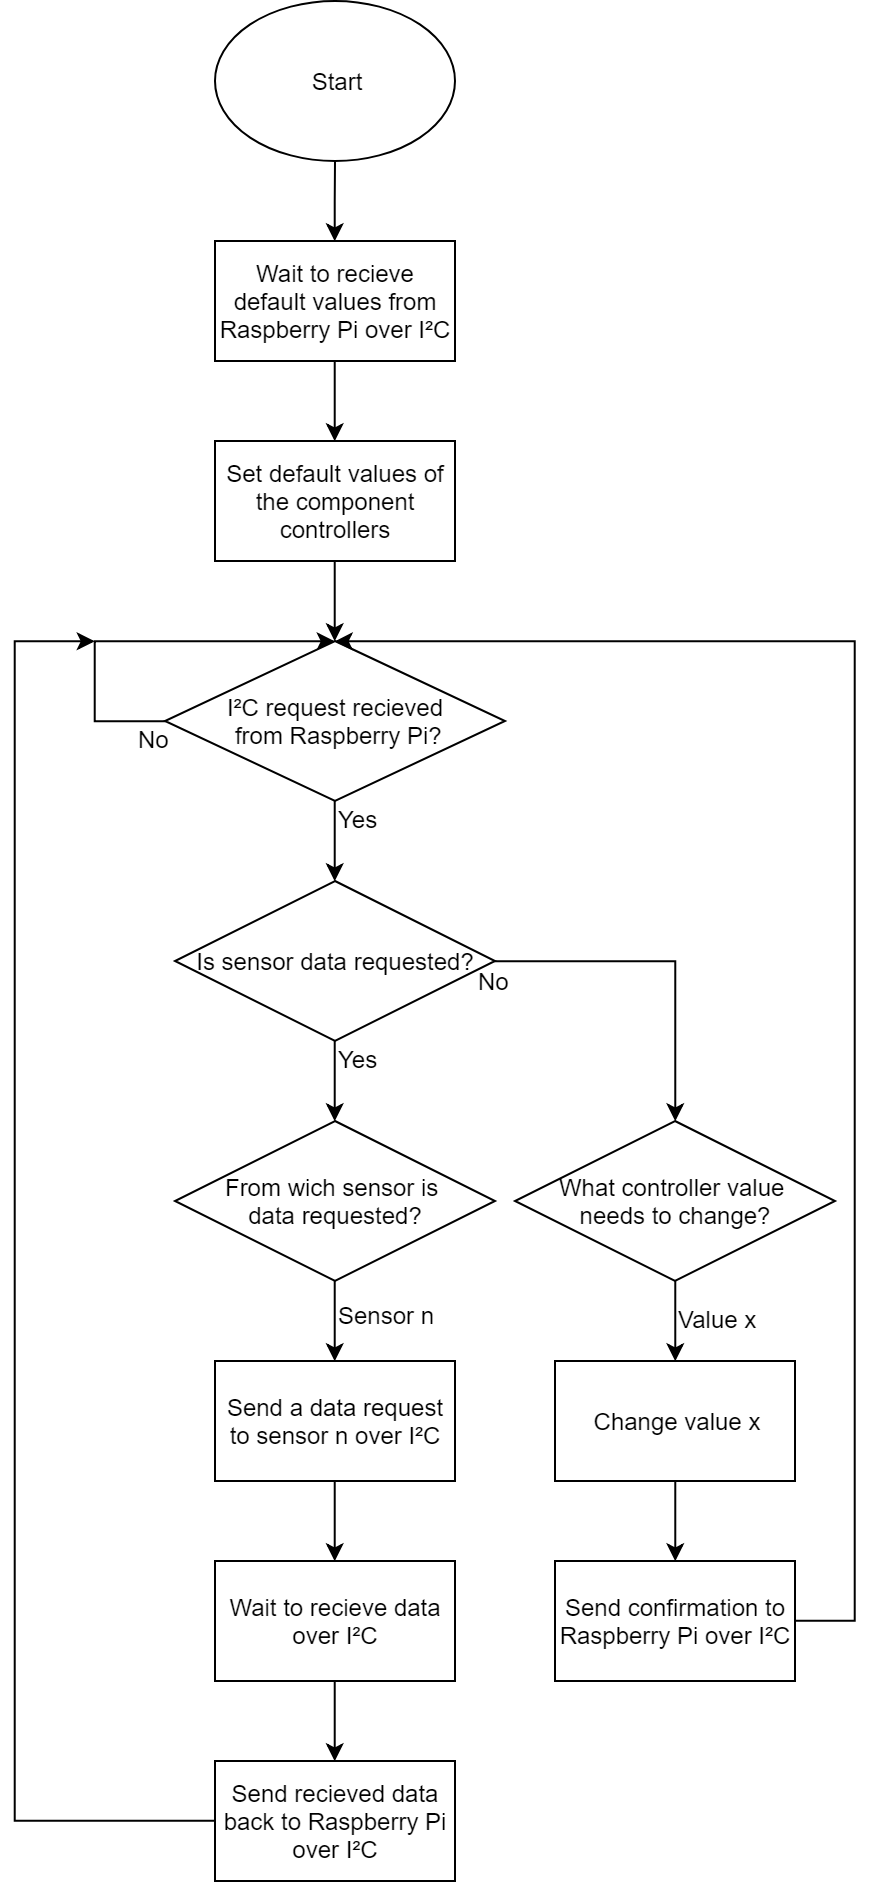 Start
Wait to recieve
default values from
Raspberry Pi over I²C
Set default values of
the component
controllers
I²C request recieved
from Raspberry Pi?
No
Yes
Is sensor data requested?
No
Yes
From wich sensor is
data requested?
What controller value
needs to change?
Sensor n
Value x
Send a data request
to sensor n over I²C
Change value x
Wait to recieve data
over I²C
Send confirmation to
Raspberry Pi over I²C
Send recieved data
back to Raspberry Pi
over I²C